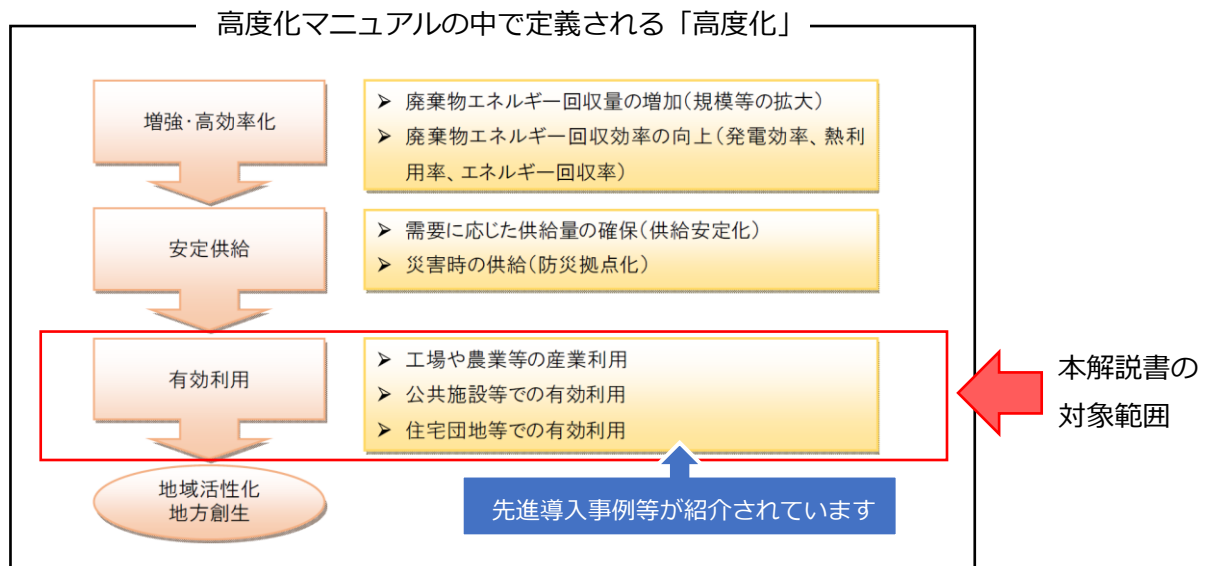 高度化マニュアルの中で定義される「高度化」
増強・高効率化
➤ 廃棄物エネルギー回収量の増加(規模等の拡大)
➤ 廃棄物エネルギー回収効率の向上(発電効率、熱利
用率、エネルギー回収率)
安定供給
➤ 需要に応じた供給量の確保(供給安定化)
➤ 災害時の供給(防災拠点化)
有効利用
➤ 工場や農業等の産業利用
➤ 公共施設等での有効利用
➤ 住宅団地等での有効利用
本解説書の
対象範囲
地域活性化
地方創生
先進導入事例等が紹介されています